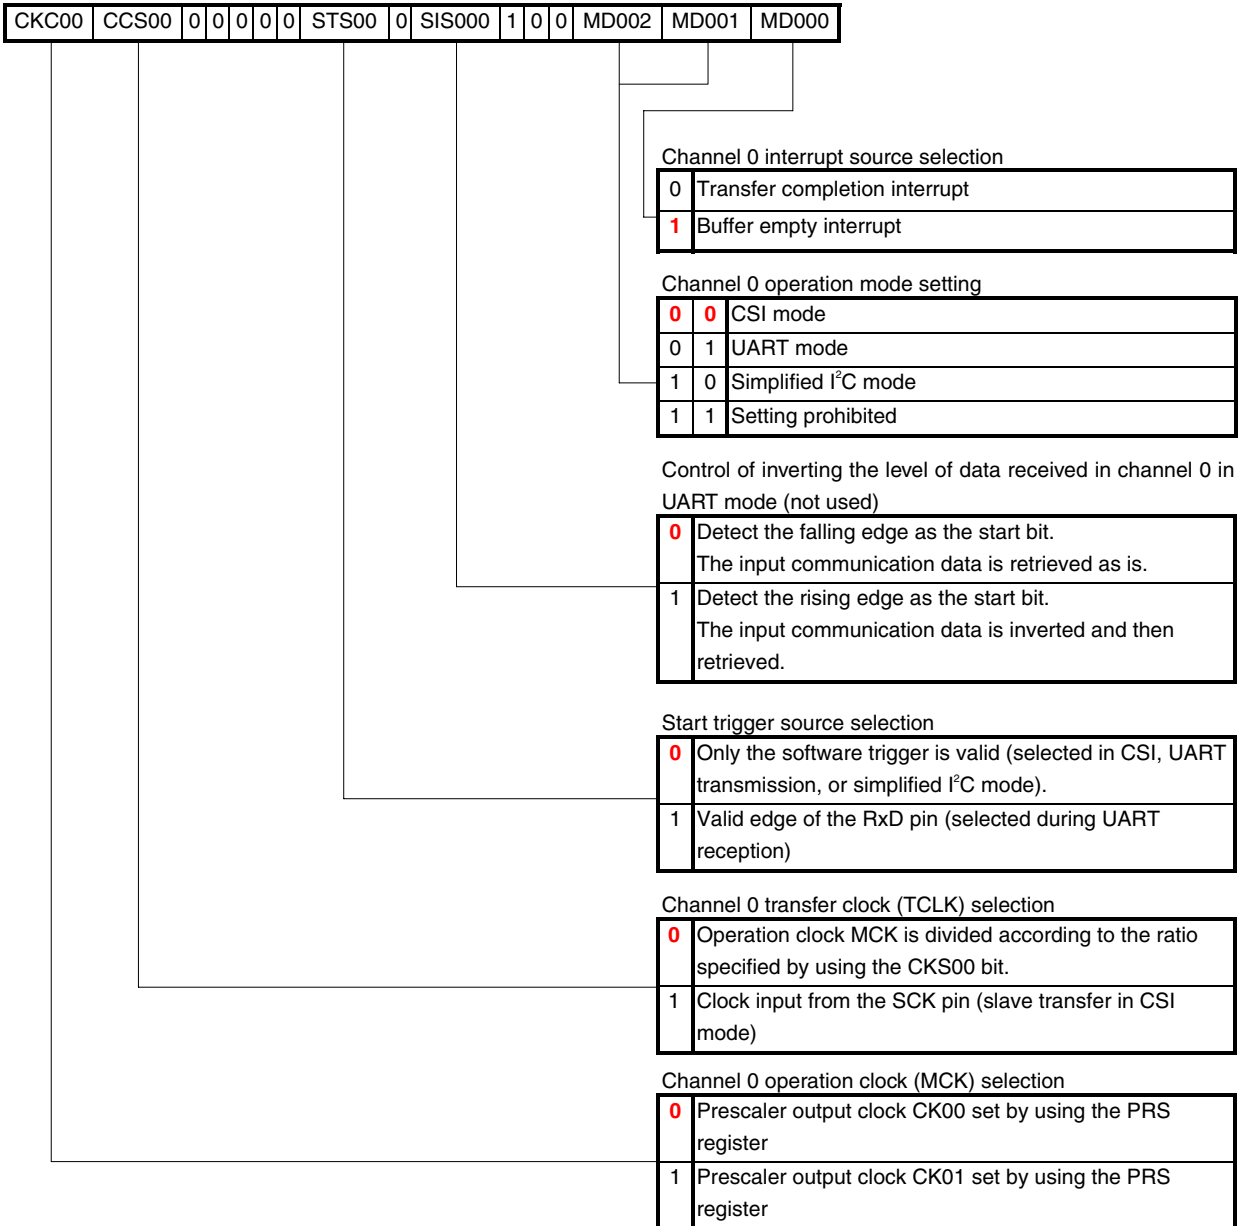 CKC00 CCS00 0 0 0 0 0 STS00 0 SIS000 1 0 0 MD002 MD001 MD000
Channel 0 interrupt source selection
0 Transfer completion interrupt
1 Buffer empty interrupt
Channel 0 operation mode setting
0 0 CSI mode
0 1 UART mode
1 0 Simplified I²C mode
1 1 Setting prohibited
Control of inverting the level of data received in channel 0 in
UART mode (not used)
0 Detect the falling edge as the start bit.
The input communication data is retrieved as is.
1 Detect the rising edge as the start bit.
The input communication data is inverted and then
retrieved.
Start trigger source selection
0 Only the software trigger is valid (selected in CSI, UART
transmission, or simplified I²C mode).
1 Valid edge of the RxD pin (selected during UART
reception)
Channel 0 transfer clock (TCLK) selection
0 Operation clock MCK is divided according to the ratio
specified by using the CKS00 bit.
1 Clock input from the SCK pin (slave transfer in CSI
mode)
Channel 0 operation clock (MCK) selection
0 Prescaler output clock CK00 set by using the PRS
register
1 Prescaler output clock CK01 set by using the PRS
register